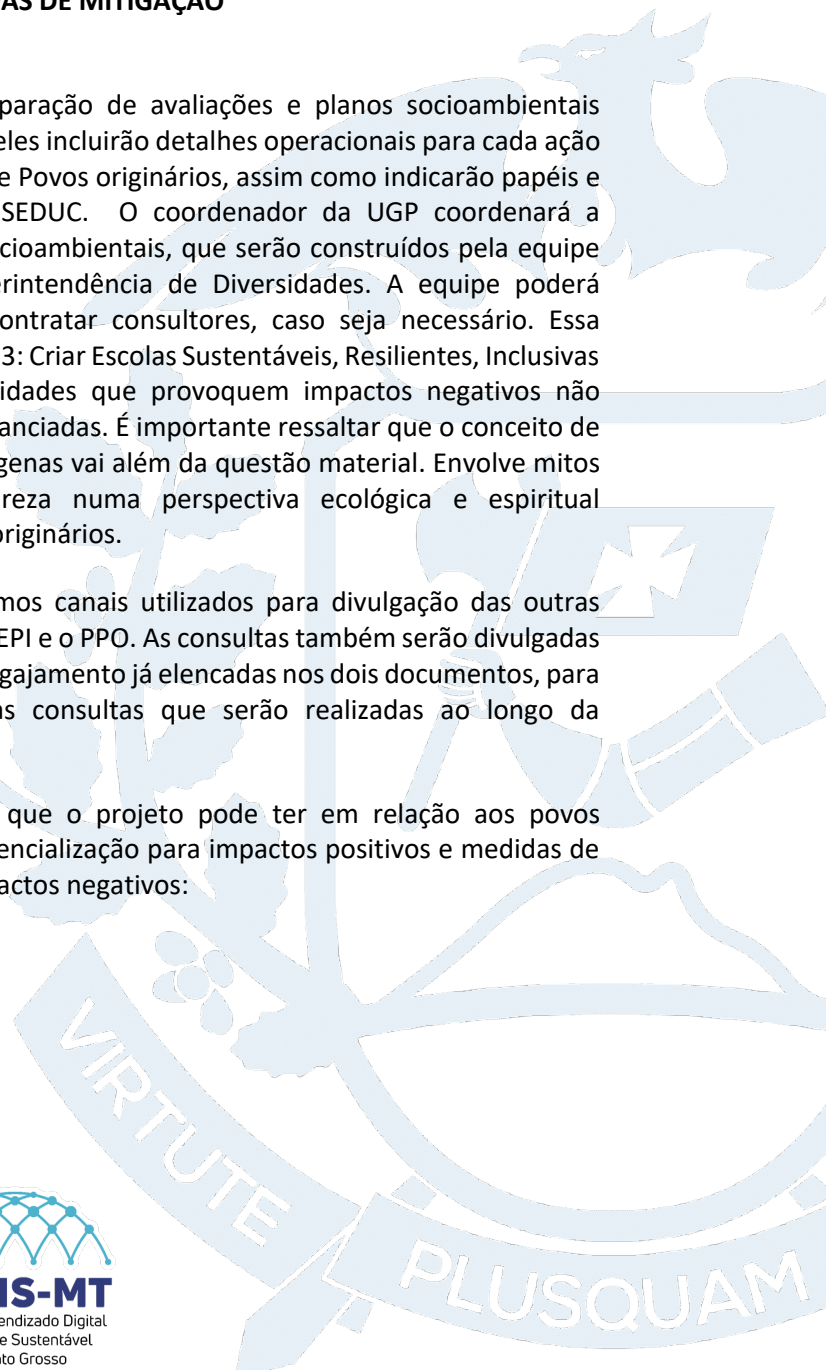 AS DE MITIGAÇÃO
paração de avaliações e planos socioambientais
eles incluirão detalhes operacionais para cada ação
e Povos originários, assim como indicarão papéis e
SEDUC. O coordenador da UGP coordenará a
cioambientais, que serão construídos pela equipe
erintendência de Diversidades. A equipe poderá
ontratar consultores, caso seja necessário. Essa
3: Criar Escolas Sustentáveis, Resilientes, Inclusivas
idades que provoquem impactos negativos não
anciadas. É importante ressaltar que o conceito de
genas vai além da questão material. Envolve mitos
reza numa perspectiva ecológica e espiritual
originários.
mos canais utilizados para divulgação das outras
EPI e o PPO. As consultas também serão divulgadas
gajamento já elencadas nos dois documentos, para
as consultas que serão realizadas ao longo da
que o projeto pode ter em relação aos povos
encialização para impactos positivos e medidas de
actos negativos:
VIRTUTE PLUSQUAM
IS-MT
endizado Digital
e Sustentável
to Grosso